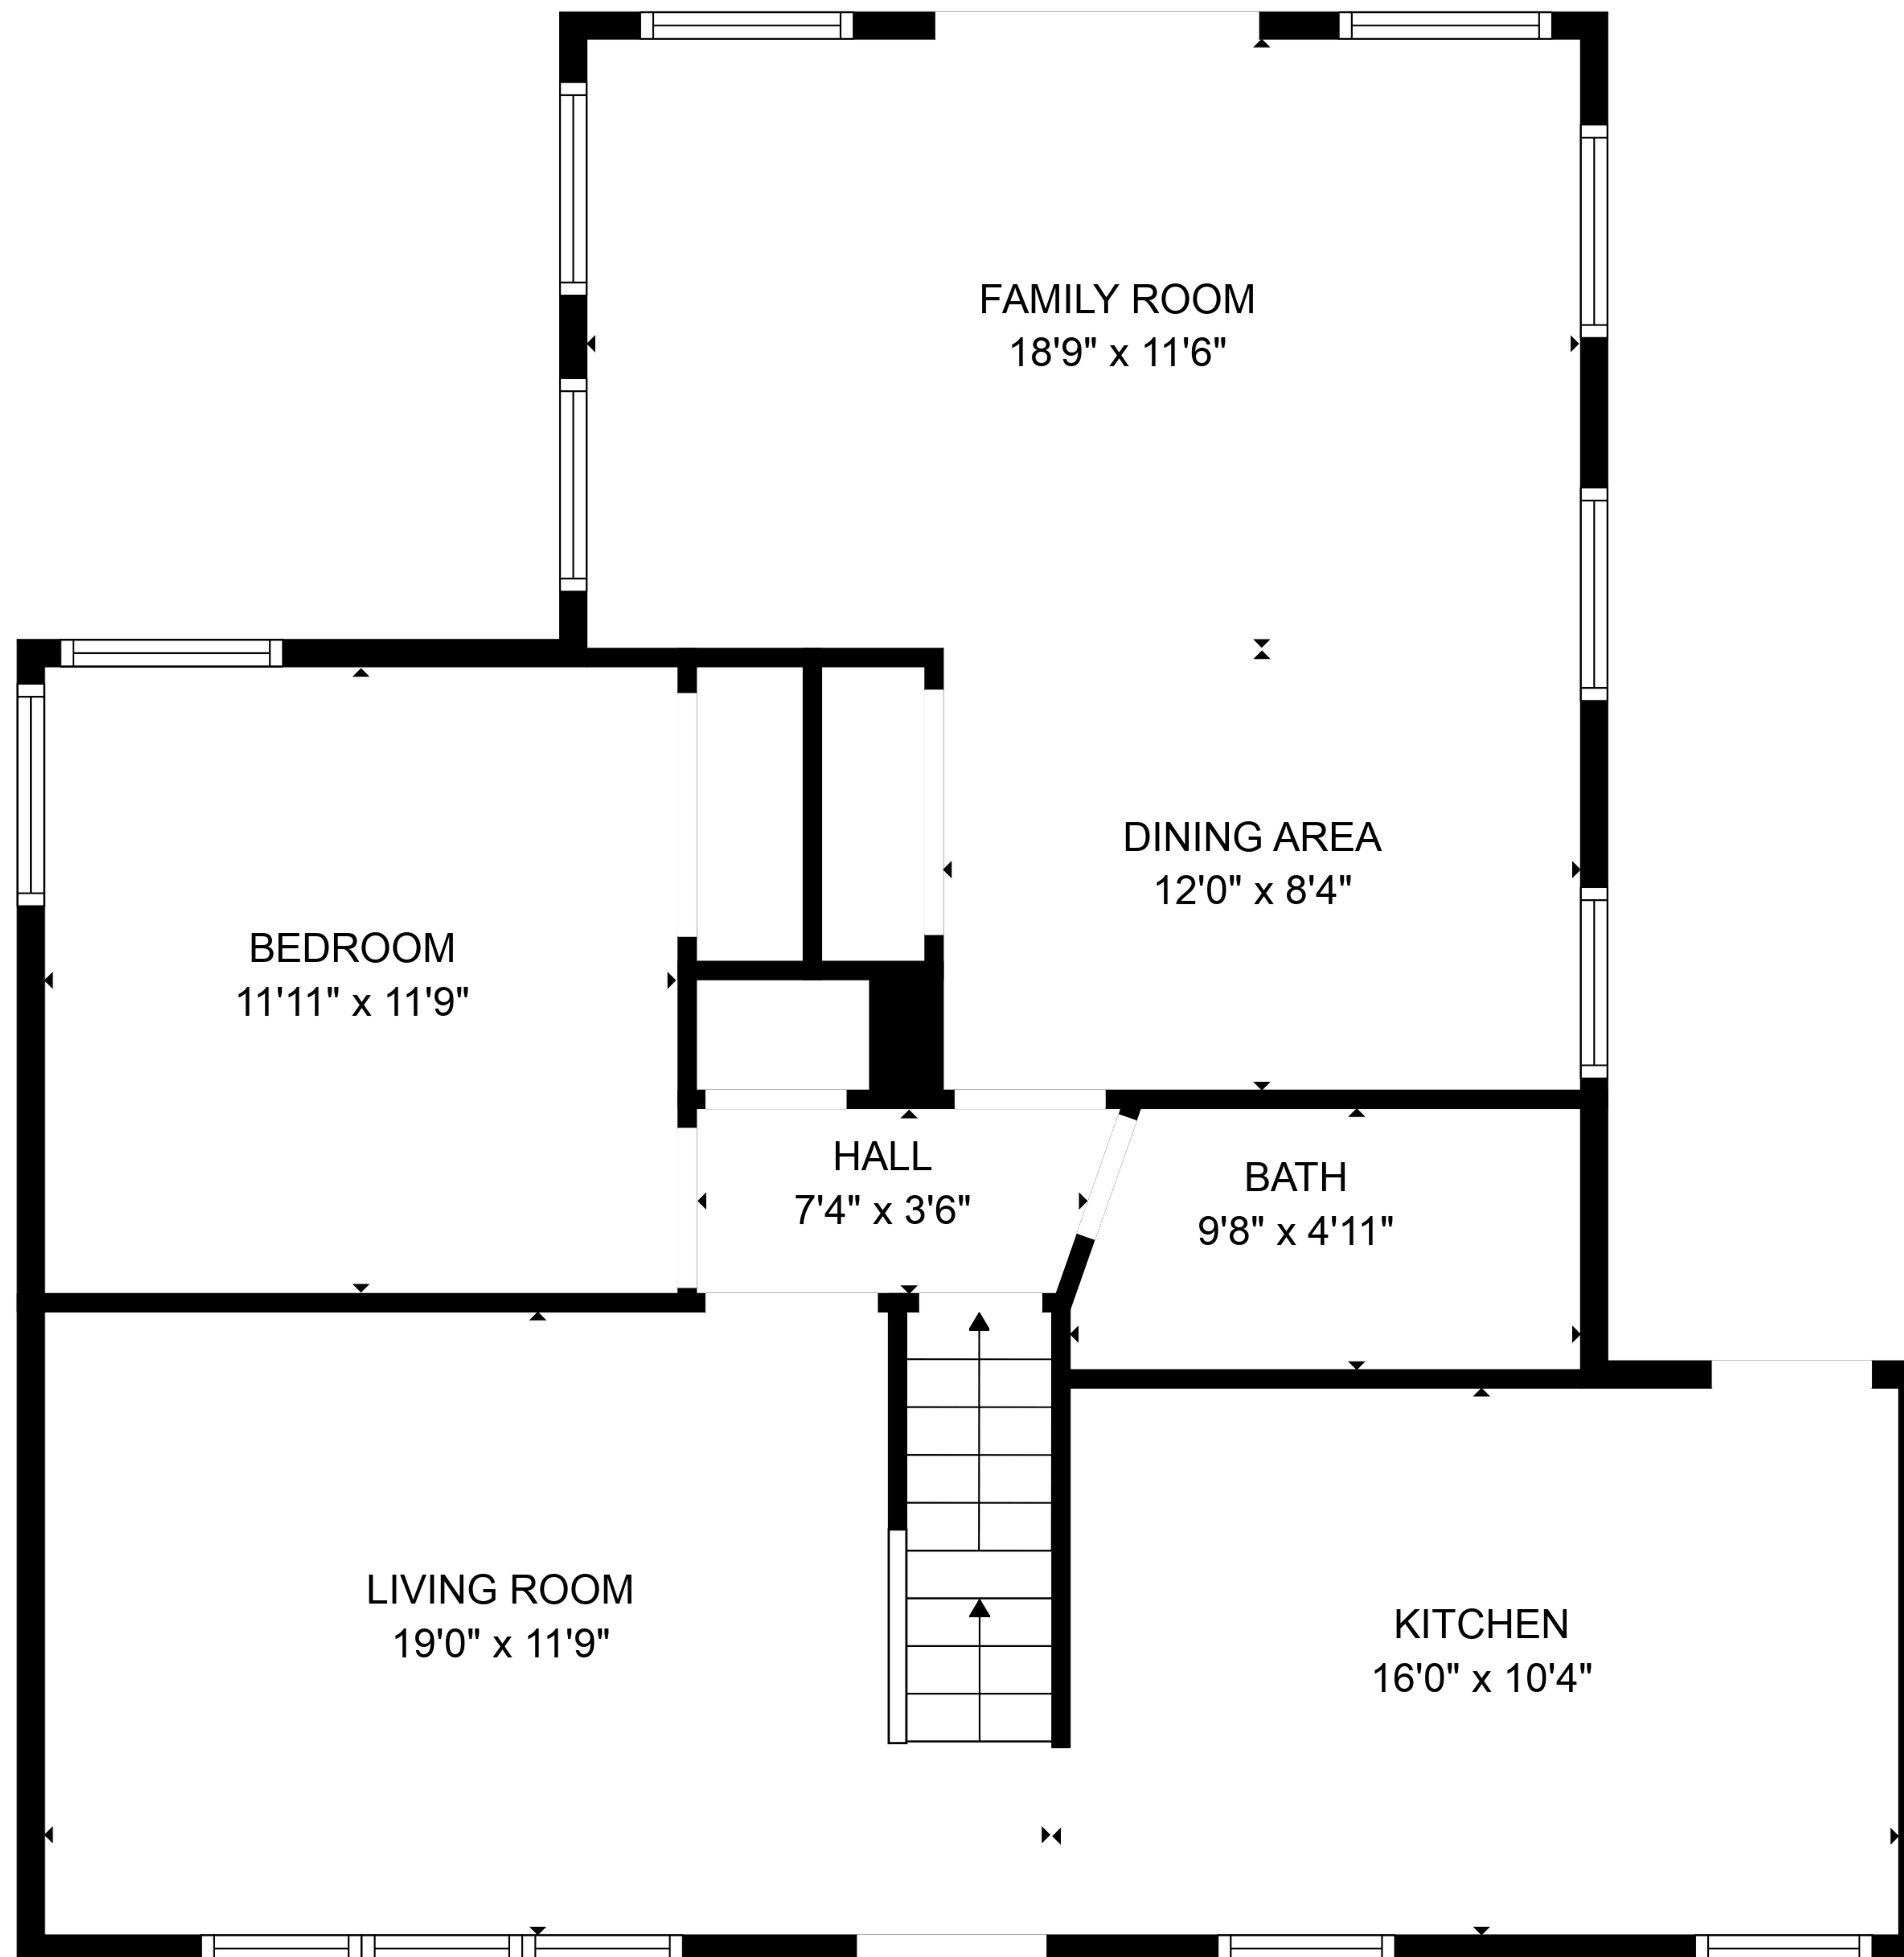 FAMILY ROOM
18'9" x 11'6"
DINING AREA
12'0" x 8'4"
BEDROOM
11'11" x 11'9"
HALL
7'4" x 3'6"
BATH
9'8" x 4'11"
LIVING ROOM
19'0" x 11'9"
KITCHEN
16'0" x 10'4"